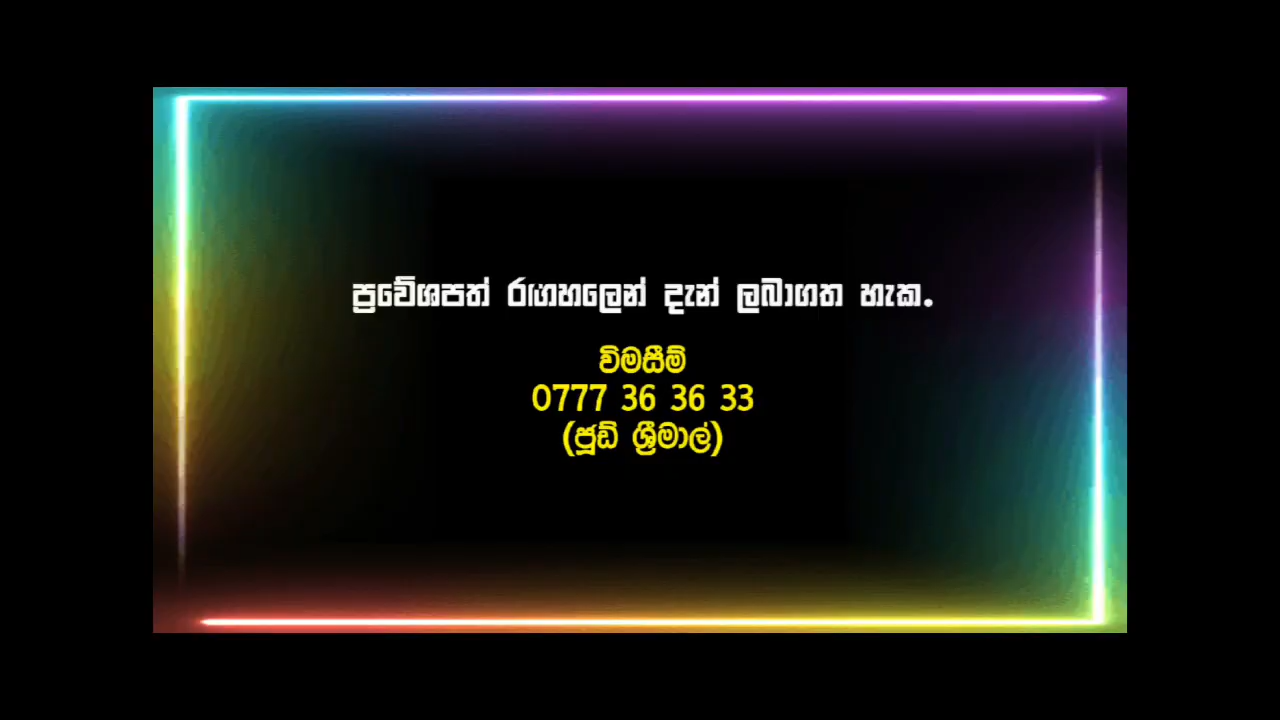 ප්‍රවේශපත් රඟහලෙන් දැන් ලබාගත හැක.
විමසීම්
0777 36 36 33
(ජූඩ් ශ්‍රීමාල්)